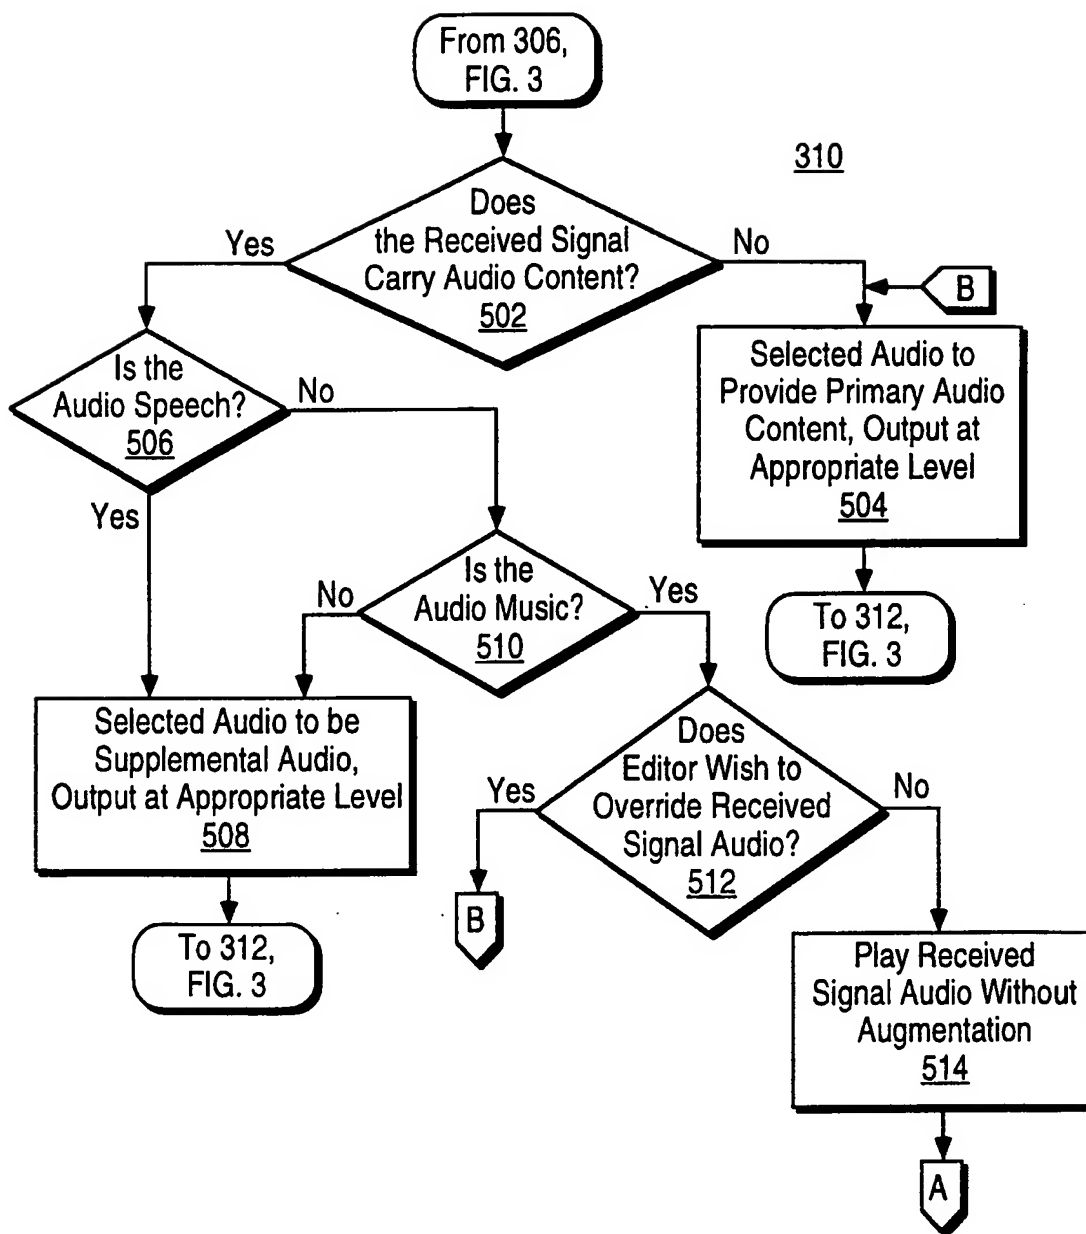 From 306,
FIG. 3
310
Does
the Received Signal
Carry Audio Content?
502
Yes
No
B
Is the
Audio Speech?
506
No
Yes
Selected Audio to
Provide Primary Audio
Content, Output at
Appropriate Level
504
To 312,
FIG. 3
Is the
Audio Music?
510
No
Yes
Selected Audio to be
Supplemental Audio,
Output at Appropriate Level
508
To 312,
FIG. 3
Does
Editor Wish to
Override Received
Signal Audio?
512
Yes
No
B
Play Received
Signal Audio Without
Augmentation
514
A